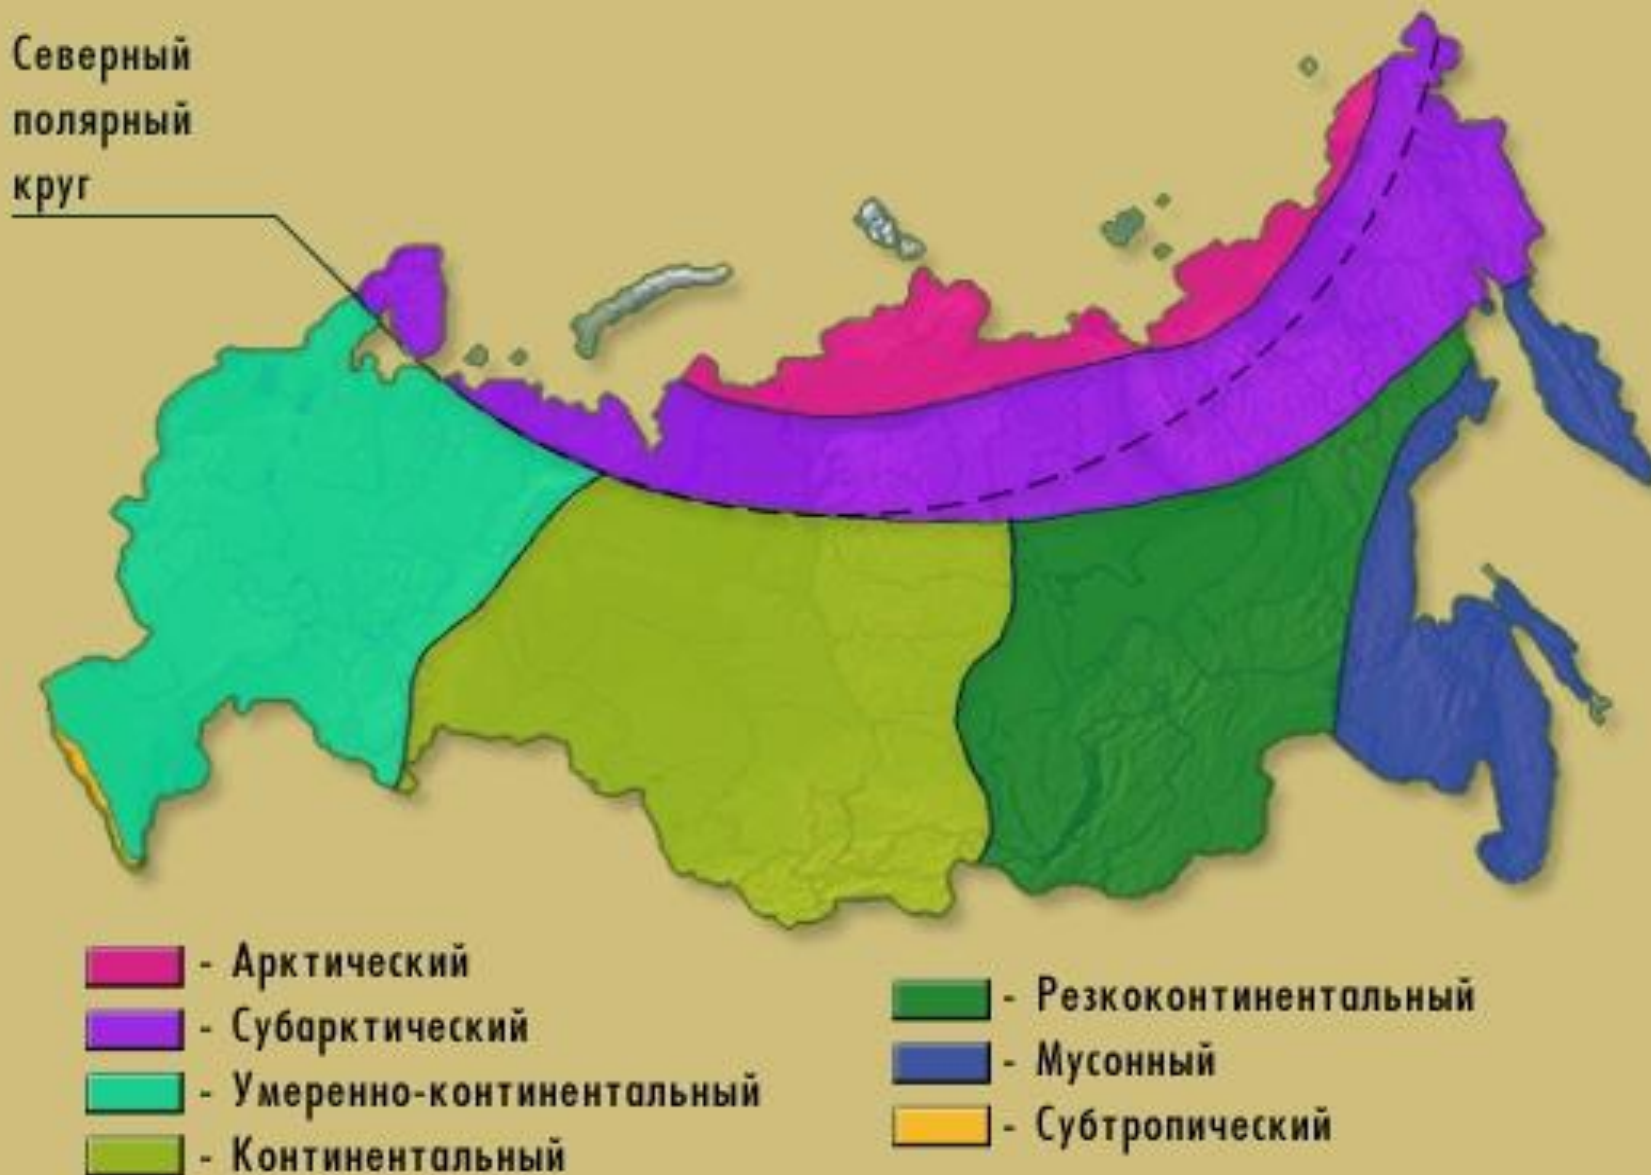 Северный
полярный
круг
- Арктический
- Субарктический
- Умеренно-континентальный
- Континентальный
- Резкоконтинентальный
- Мусонный
- Субтропический